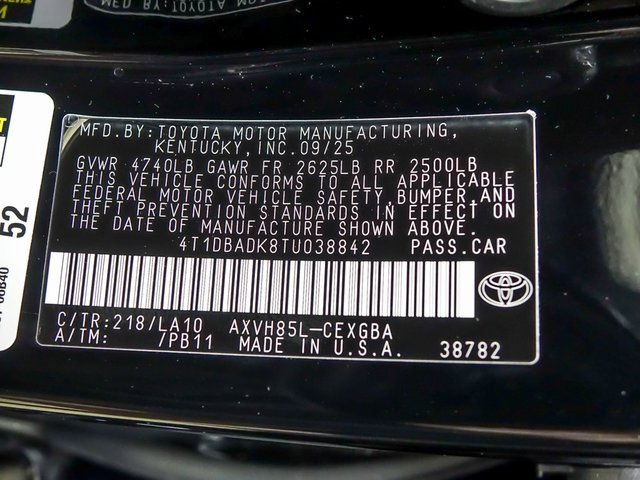 MFD.BY:TOYOTA MOTOR MANUFACTURING,
KENTUCKY, INC.09/25
GVWR 4740LB GAWR FR 2625LB RR 2500LB
THIS VEHICLE CONFORMS TO ALL APPLICABLE
FEDERAL MOTOR VEHICLE SAFETY,BUMPER,AND
THEFT PREVENTION STANDARDS IN EFFECT ON
THE DATE OF MANUFACTURE SHOWN ABOVE.
4T1DBADK8TU038842 PASS.CAR
C/TR:218/LA10 AXVH85L-CEXGBA
A/TM: /PB11 MADE IN U.S.A. 38782
52